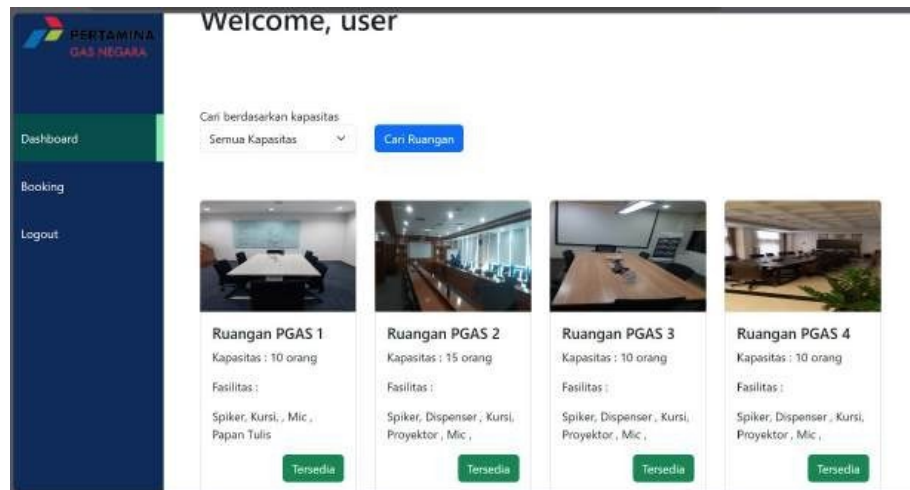 Welcome, user
PERTAMINA
GAS NEGARA
Cari berdasarkan kapasitas
Semua Kapasitas
Cari Ruangan
Dashboard
Booking
Logout
Ruangan PGAS 1
Kapasitas : 10 orang
Fasilitas :
Spiker, Kursi, , Mic ,
Papan Tulis
Tersedia
Ruangan PGAS 2
Kapasitas : 15 orang
Fasilitas :
Spiker, Dispenser , Kursi,
Proyektor , Mic ,
Tersedia
Ruangan PGAS 3
Kapasitas : 10 orang
Fasilitas :
Spiker, Dispenser , Kursi,
Proyektor , Mic ,
Tersedia
Ruangan PGAS 4
Kapasitas : 10 orang
Fasilitas :
Spiker, Dispenser , Kursi,
Proyektor , Mic ,
Tersedia